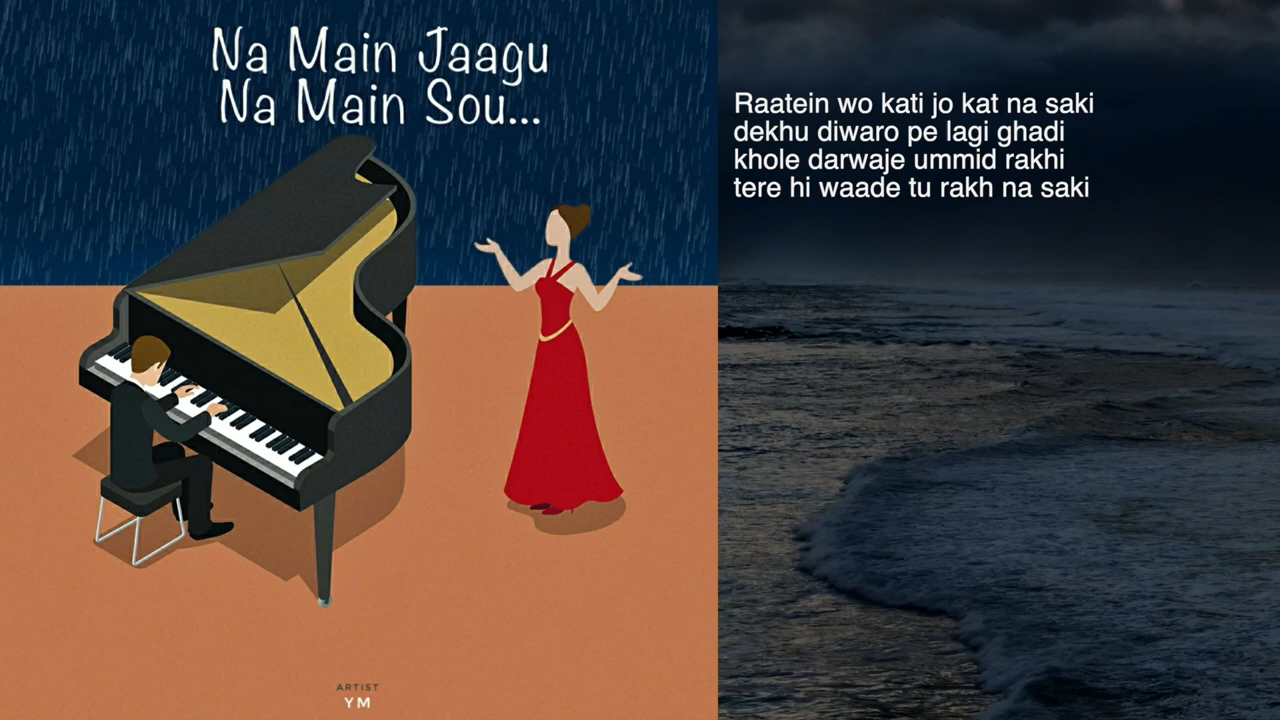 Na Main Jaagu
Na Main Sou...
ARTIST
YM
Raatein wo kati jo kat na saki
dekhu diwaro pe lagi ghadi
khole darwaje ummid rakhi
tere hi waade tu rakh na saki